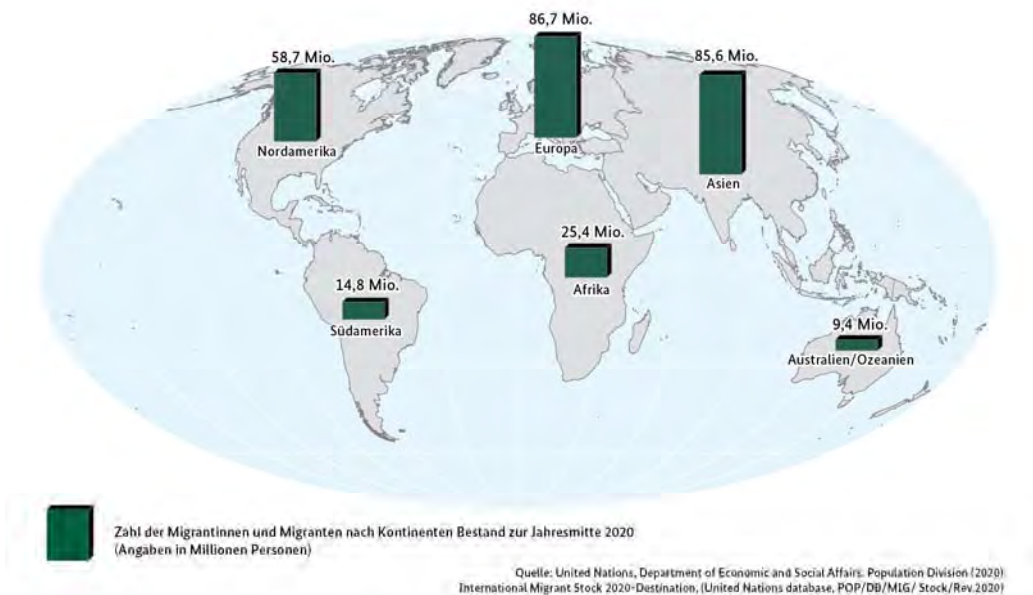 86,7 Mio.
58,7 Mio.
85,6 Mio.
Nordamerika
Europa
Asien
25,4 Mio.
Afrika
14,8 Mio.
Südamerika
9,4 Mio.
Australien/Ozeanien
Zahl der Migrantinnen und Migranten nach Kontinenten Bestand zur Jahresmitte 2020
(Angaben in Millionen Personen)
Quelle: United Nations, Department of Economic and Social Affairs. Population Division (2020)
International Migrant Stock 2020-Destination, (United Nations database, POP/DB/MIG/ Stock/Rev.2020)